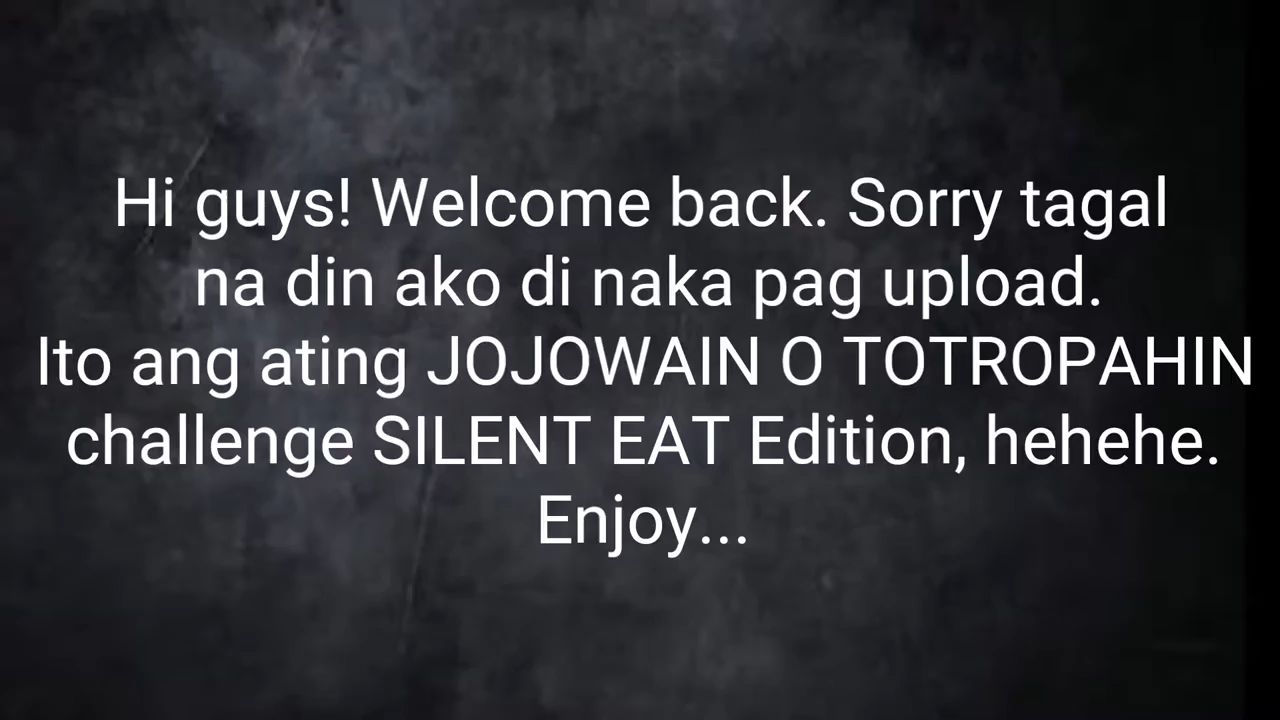 Hi guys! Welcome back. Sorry tagal
na din ako di naka pag upload.
Ito ang ating JOJOWAIN O TOTROPAHIN
challenge SILENT EAT Edition, hehehe.
Enjoy...